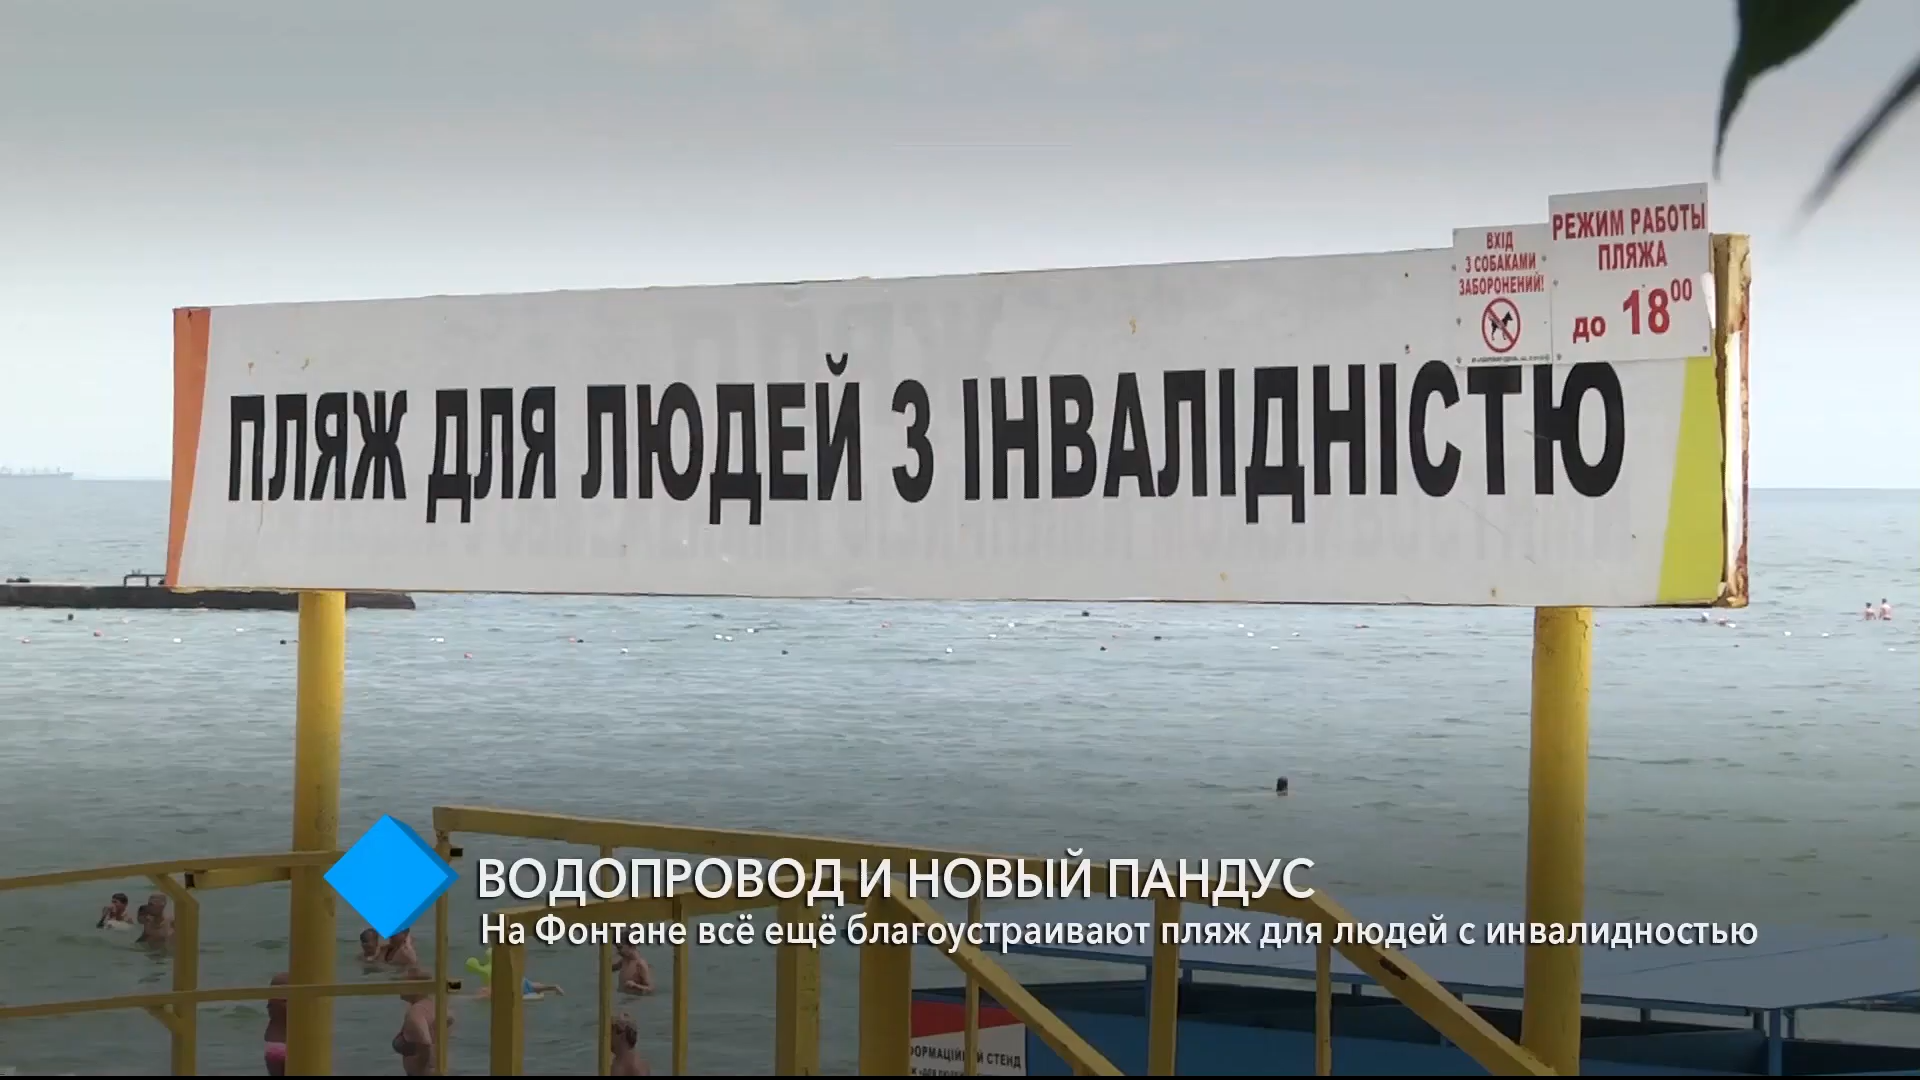 ВХІД
З СОБАКАМИ
ЗАБОРОНЕНИЙ!
РЕЖИМ РАБОТЫ
ПЛЯЖА
до 18⁰⁰
ПЛЯЖ ДЛЯ ЛЮДЕЙ З ІНВАЛІДНІСТЮ
ВОДОПРОВОД И НОВЫЙ ПАНДУС
На Фонтане всё ещё благоустраивают пляж для людей с инвалидностью
СТЕНД